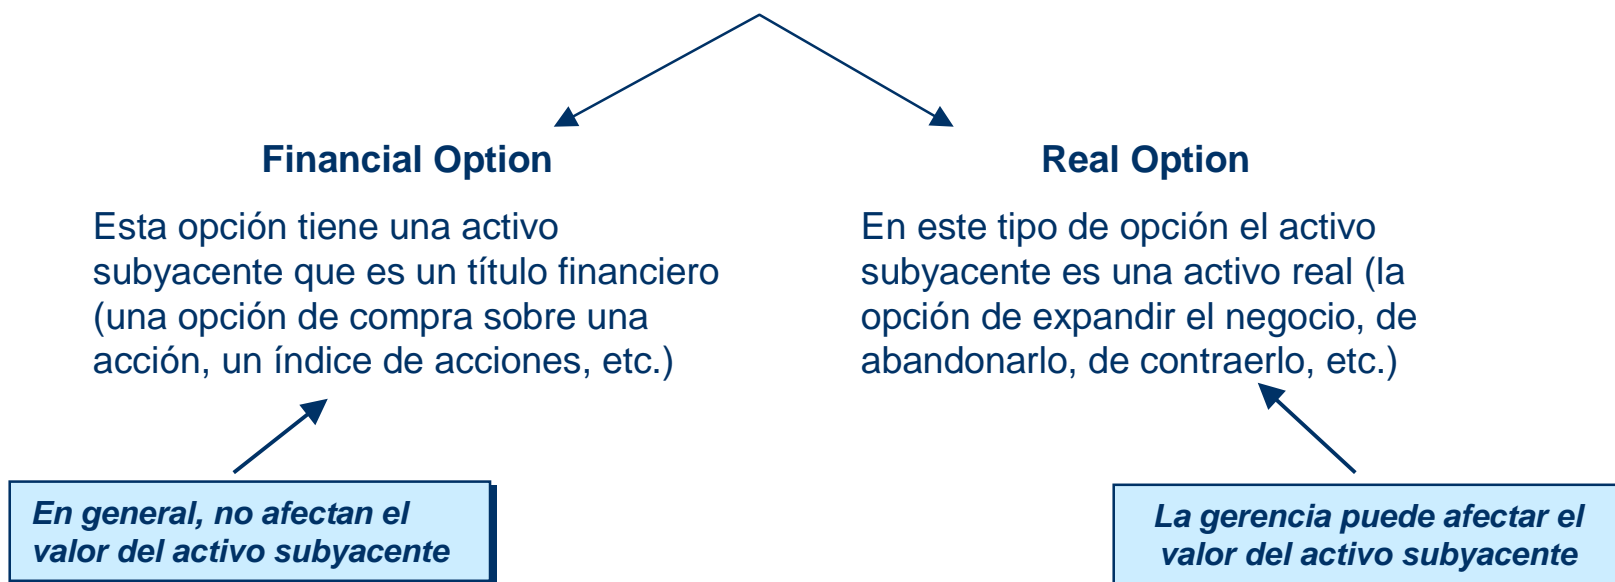 Financial Option
Esta opción tiene una activo
subyacente que es un título financiero
(una opción de compra sobre una
acción, un índice de acciones, etc.)
En general, no afectan el
valor del activo subyacente
Real Option
En este tipo de opción el activo
subyacente es una activo real (la
opción de expandir el negocio, de
abandonarlo, de contraerlo, etc.)
La gerencia puede afectar el
valor del activo subyacente